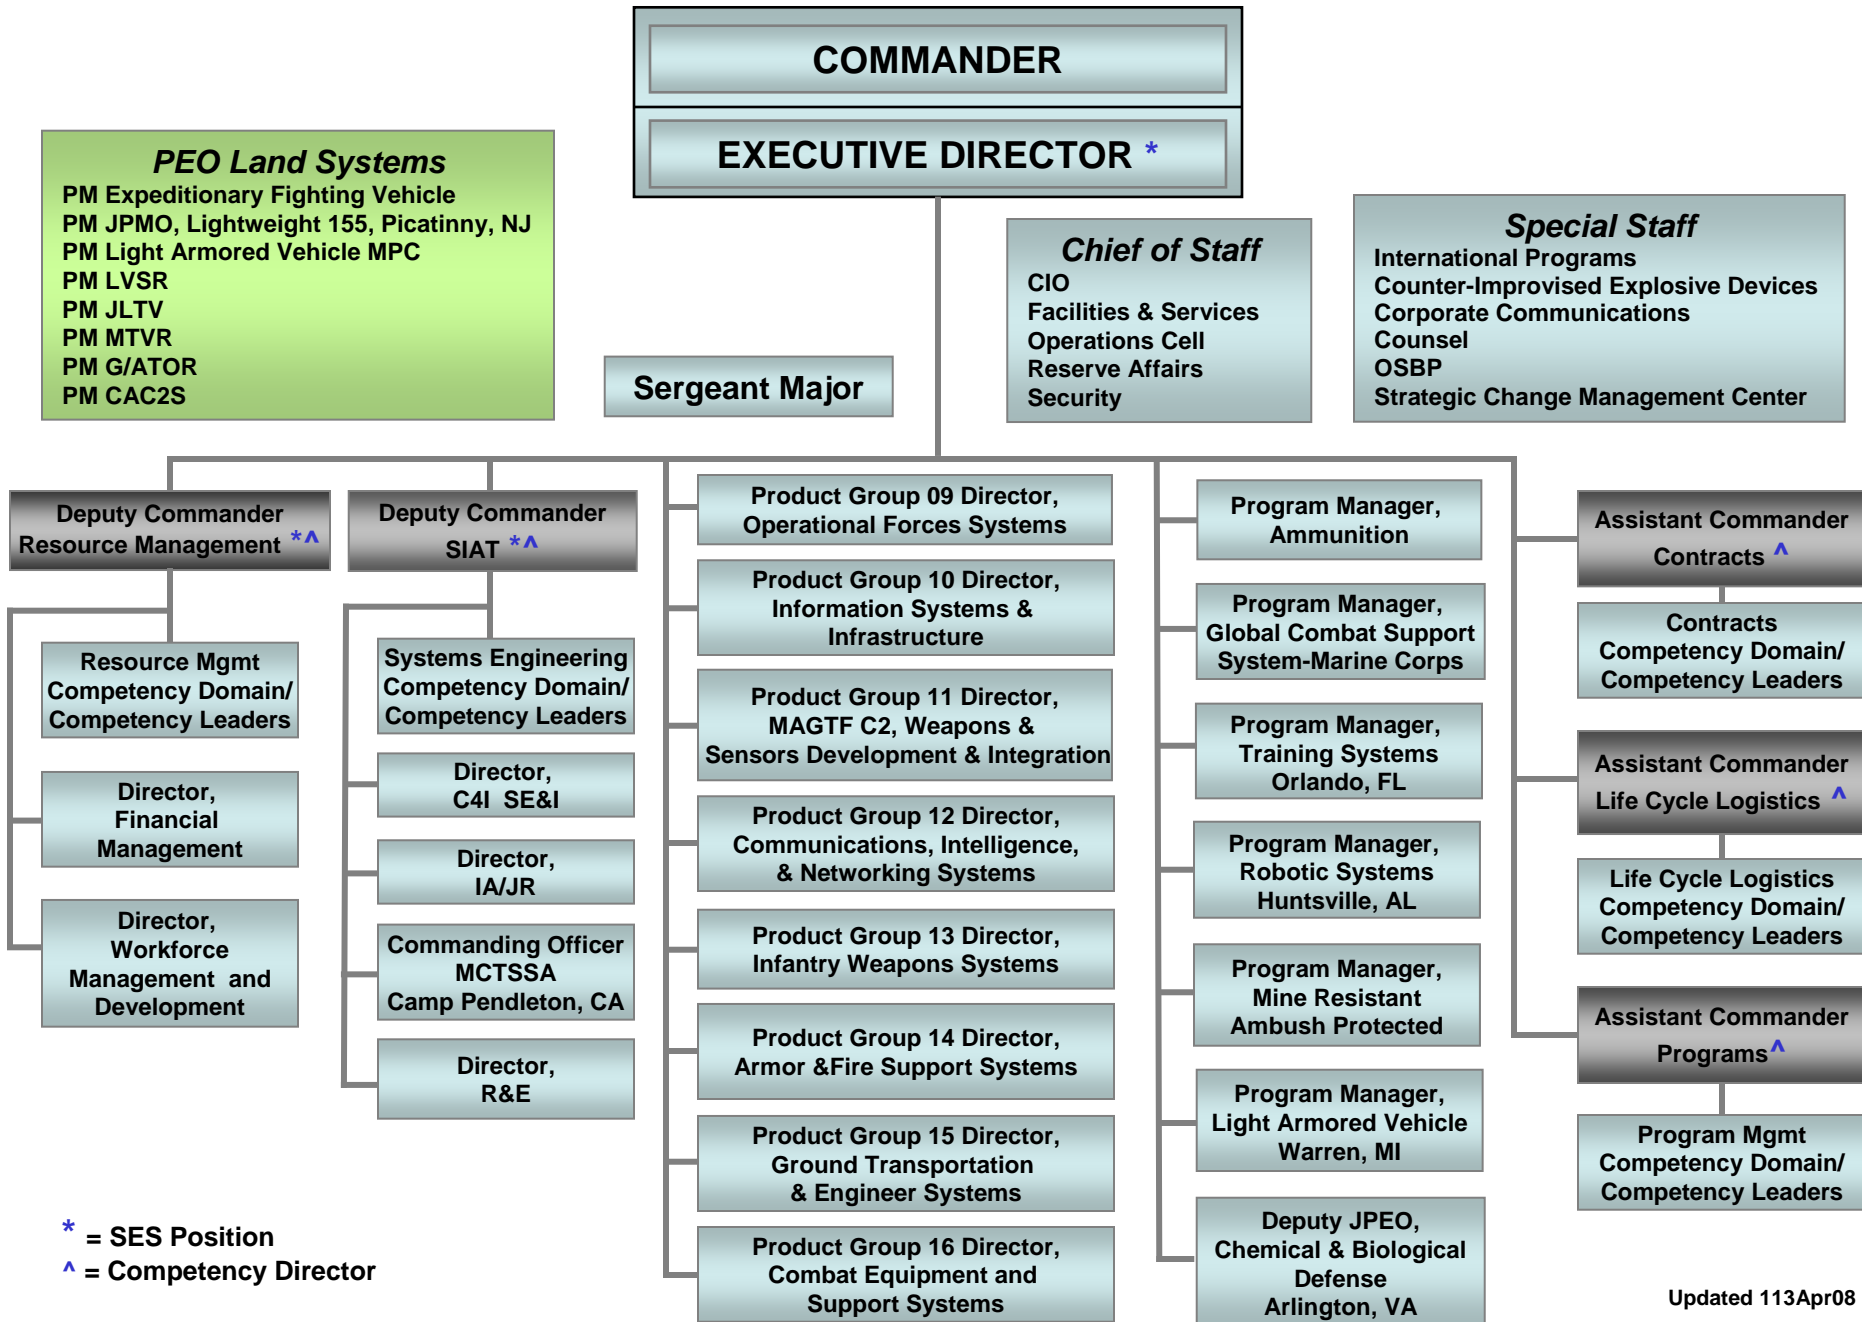 COMMANDER
EXECUTIVE DIRECTOR *
PEO Land Systems
PM Expeditionary Fighting Vehicle
PM JPMO, Lightweight 155, Picatinny, NJ
PM Light Armored Vehicle MPC
PM LVSR
PM JLTV
PM MTVR
PM G/ATOR
PM CAC2S
Sergeant Major
Chief of Staff
CIO
Facilities & Services
Operations Cell
Reserve Affairs
Security
Special Staff
International Programs
Counter-Improvised Explosive Devices
Corporate Communications
Counsel
OSBP
Strategic Change Management Center
Deputy Commander
Resource Management *^
Resource Mgmt
Competency Domain/
Competency Leaders
Director,
Financial
Management
Director,
Workforce
Management and
Development
Deputy Commander
SIAT *^
Systems Engineering
Competency Domain/
Competency Leaders
Director,
C4I SE&I
Director,
IA/JR
Commanding Officer
MCTSSA
Camp Pendleton, CA
Director,
R&E
Product Group 09 Director,
Operational Forces Systems
Product Group 10 Director,
Information Systems &
Infrastructure
Product Group 11 Director,
MAGTF C2, Weapons &
Sensors Development & Integration
Product Group 12 Director,
Communications, Intelligence,
& Networking Systems
Product Group 13 Director,
Infantry Weapons Systems
Product Group 14 Director,
Armor &Fire Support Systems
Product Group 15 Director,
Ground Transportation
& Engineer Systems
Product Group 16 Director,
Combat Equipment and
Support Systems
Program Manager,
Ammunition
Program Manager,
Global Combat Support
System-Marine Corps
Program Manager,
Training Systems
Orlando, FL
Program Manager,
Robotic Systems
Huntsville, AL
Program Manager,
Mine Resistant
Ambush Protected
Program Manager,
Light Armored Vehicle
Warren, MI
Deputy JPEO,
Chemical & Biological
Defense
Arlington, VA
Assistant Commander
Contracts ^
Contracts
Competency Domain/
Competency Leaders
Assistant Commander
Life Cycle Logistics ^
Life Cycle Logistics
Competency Domain/
Competency Leaders
Assistant Commander
Programs^
Program Mgmt
Competency Domain/
Competency Leaders
* = SES Position
^ = Competency Director
Updated 113Apr08